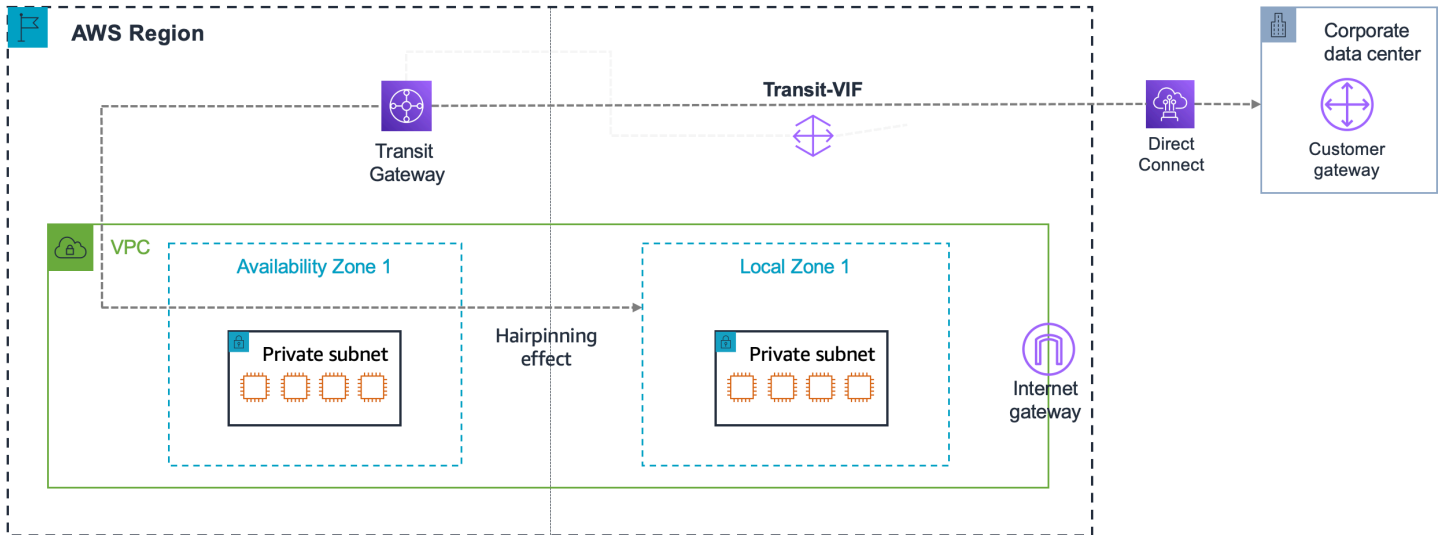 AWS Region
Corporate
data center
Transit-VIF
Transit
Gateway
Direct
Connect
Customer
gateway
VPC
Availability Zone 1
Local Zone 1
Hairpinning
effect
Private subnet
Private subnet
Internet
gateway